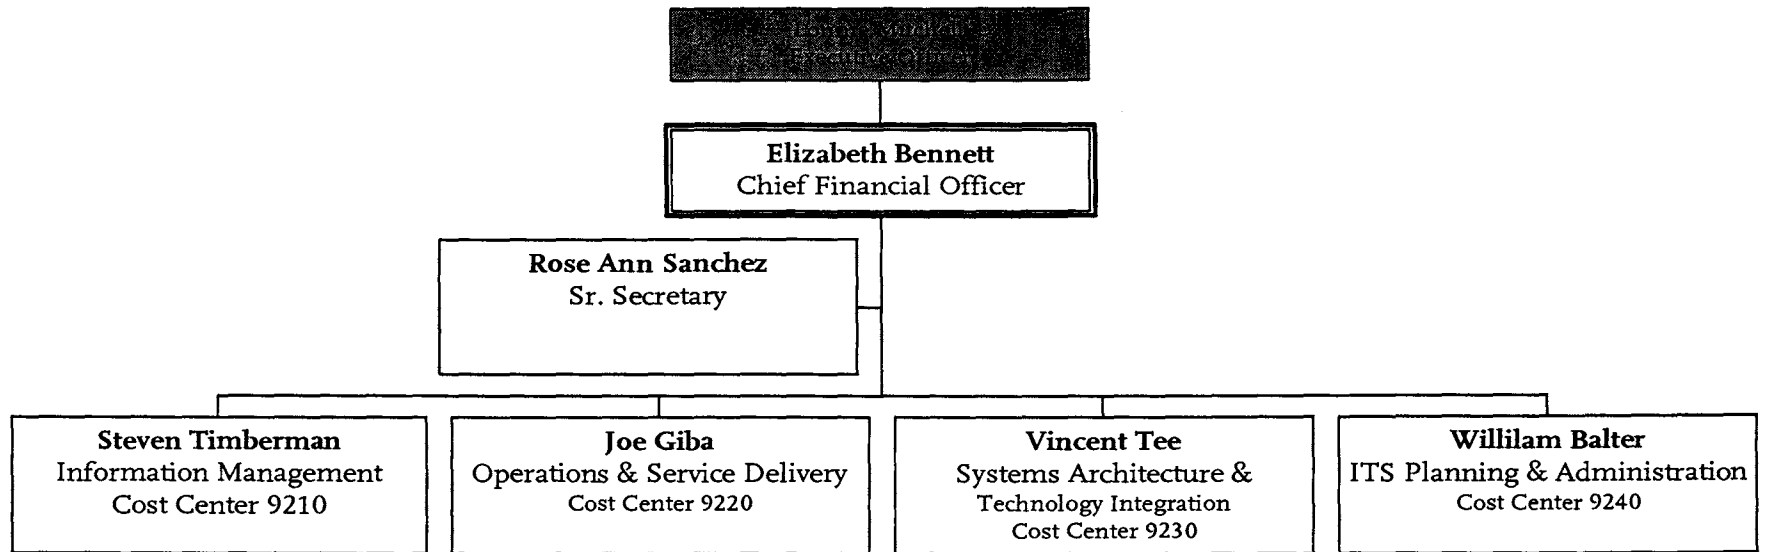 Executive Officer
Elizabeth Bennett
Chief Financial Officer
Rose Ann Sanchez
Sr. Secretary
Steven Timberman
Information Management
Cost Center 9210
Joe Giba
Operations & Service Delivery
Cost Center 9220
Vincent Tee
Systems Architecture &
Technology Integration
Cost Center 9230
Willilam Balter
ITS Planning & Administration
Cost Center 9240